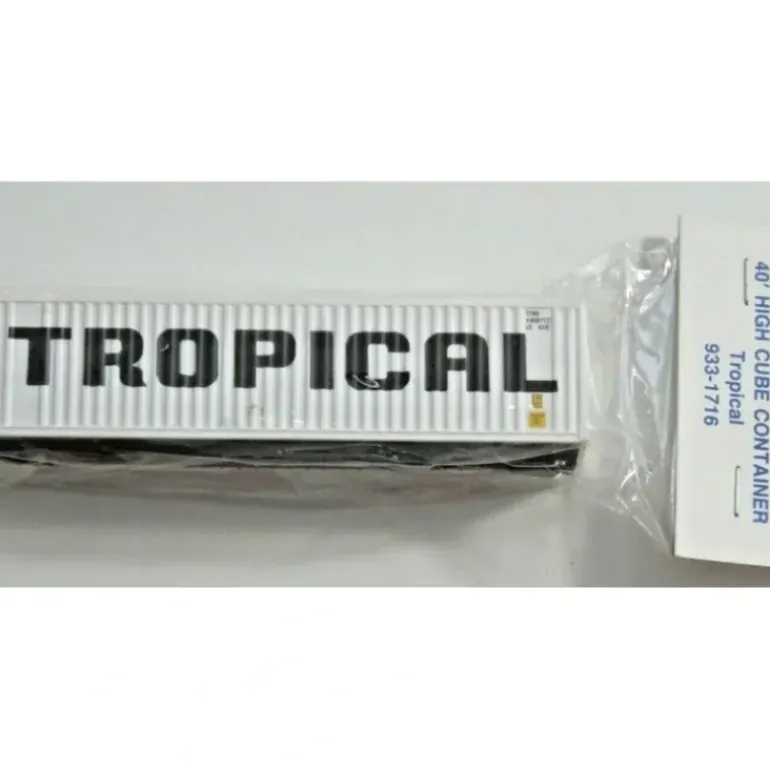 TROPICAL
40' HIGH CUBE CONTAINER
Tropical
933-1716